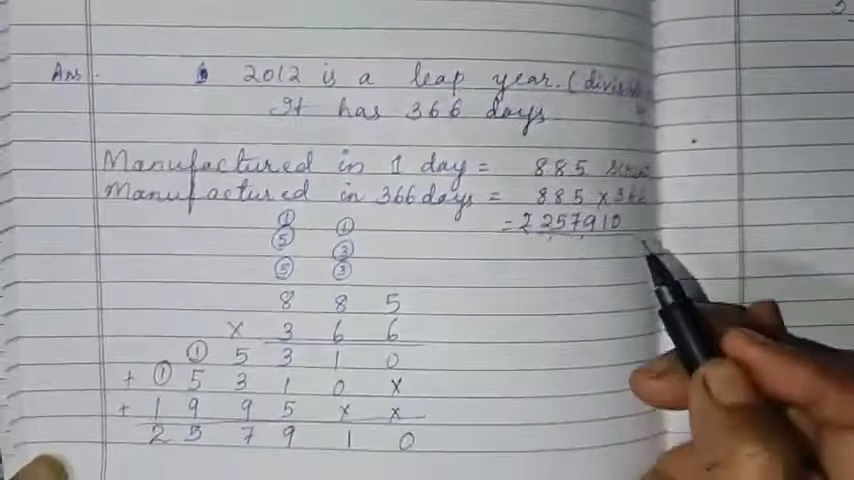 Ans. 2012 is a leap year. (divisible
It has 366 days
Manufactured in 1 day = 885
Manufactured in 366 days = 885 x 366
= 2257910
① ①
⑤ ③
⑤ ③
8 8 5
x 3 6 6
① 5 3 1 0
+ ① 5 3 1 0 x
+ 1 9 9 5 x x
2 5 7 9 1 0